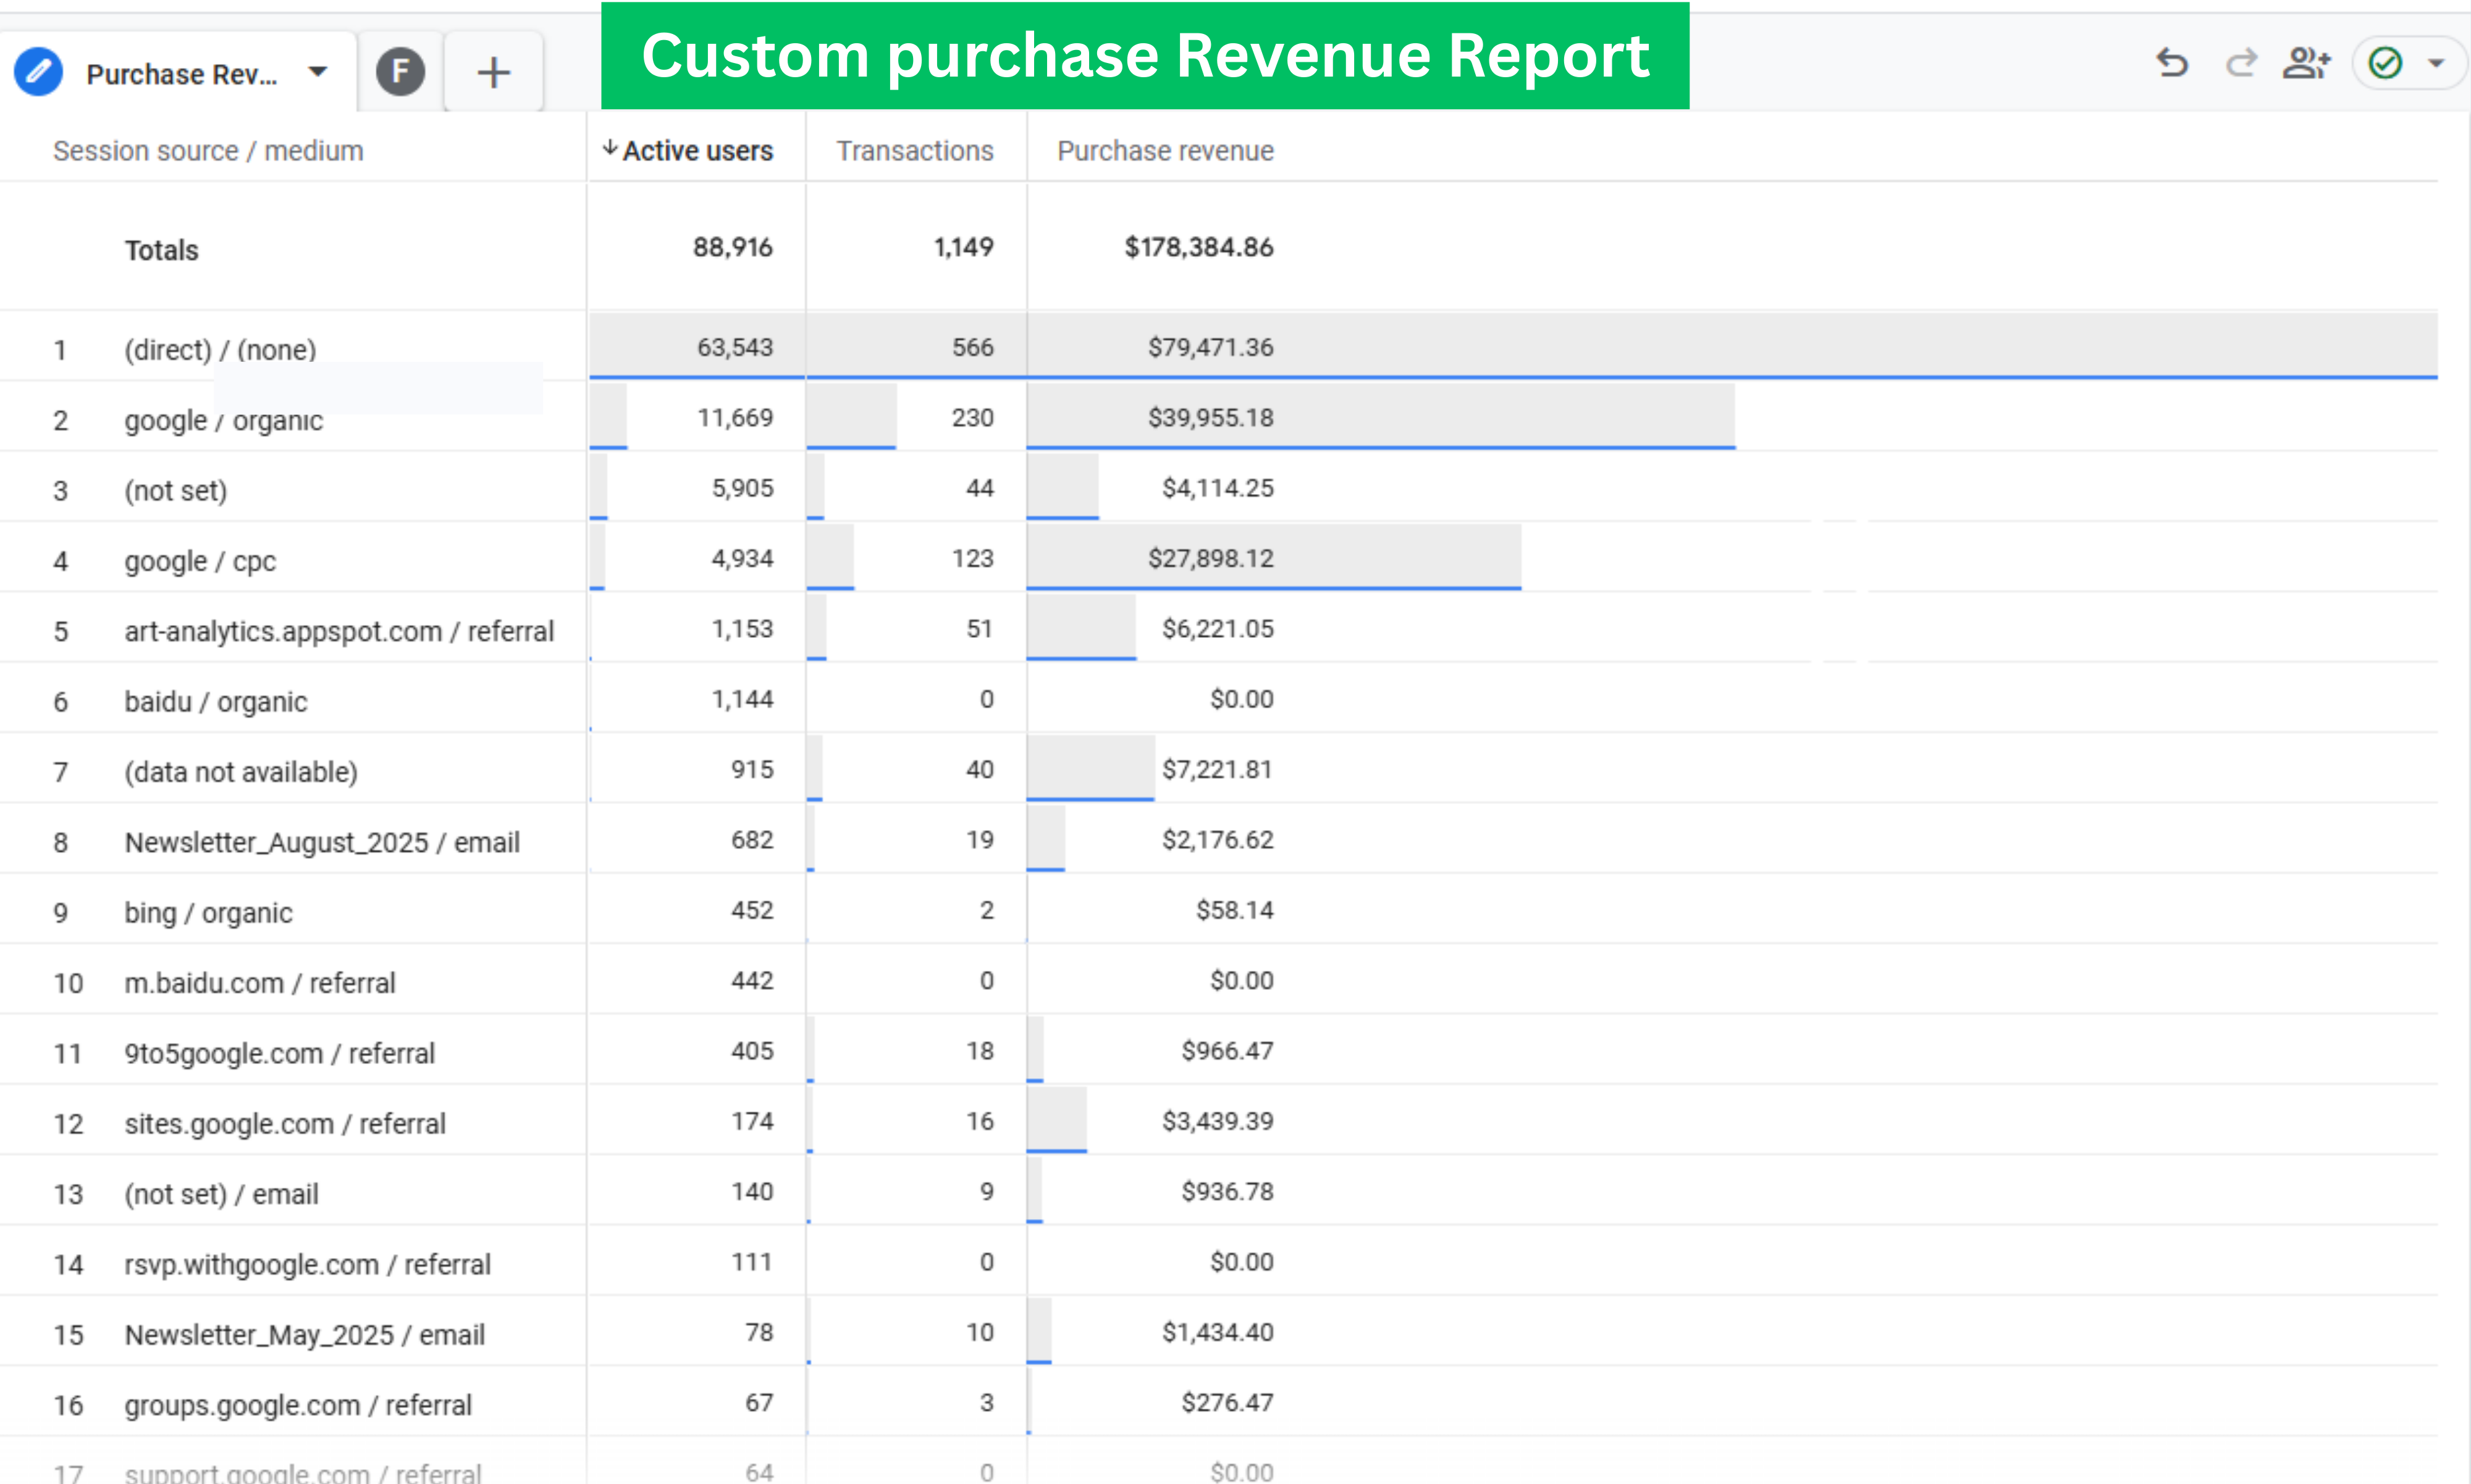 Custom purchase Revenue Report
Purchase Rev... F +
Session source / medium ↓ Active users Transactions Purchase revenue
Totals 88,916 1,149 $178,384.86
1 (direct) / (none) 63,543 566 $79,471.36
2 google / organic 11,669 230 $39,955.18
3 (not set) 5,905 44 $4,114.25
4 google / cpc 4,934 123 $27,898.12
5 art-analytics.appspot.com / referral 1,153 51 $6,221.05
6 baidu / organic 1,144 0 $0.00
7 (data not available) 915 40 $7,221.81
8 Newsletter_August_2025 / email 682 19 $2,176.62
9 bing / organic 452 2 $58.14
10 m.baidu.com / referral 442 0 $0.00
11 9to5google.com / referral 405 18 $966.47
12 sites.google.com / referral 174 16 $3,439.39
13 (not set) / email 140 9 $936.78
14 rsvp.withgoogle.com / referral 111 0 $0.00
15 Newsletter_May_2025 / email 78 10 $1,434.40
16 groups.google.com / referral 67 3 $276.47
17 support.google.com / referral 64 0 $0.00